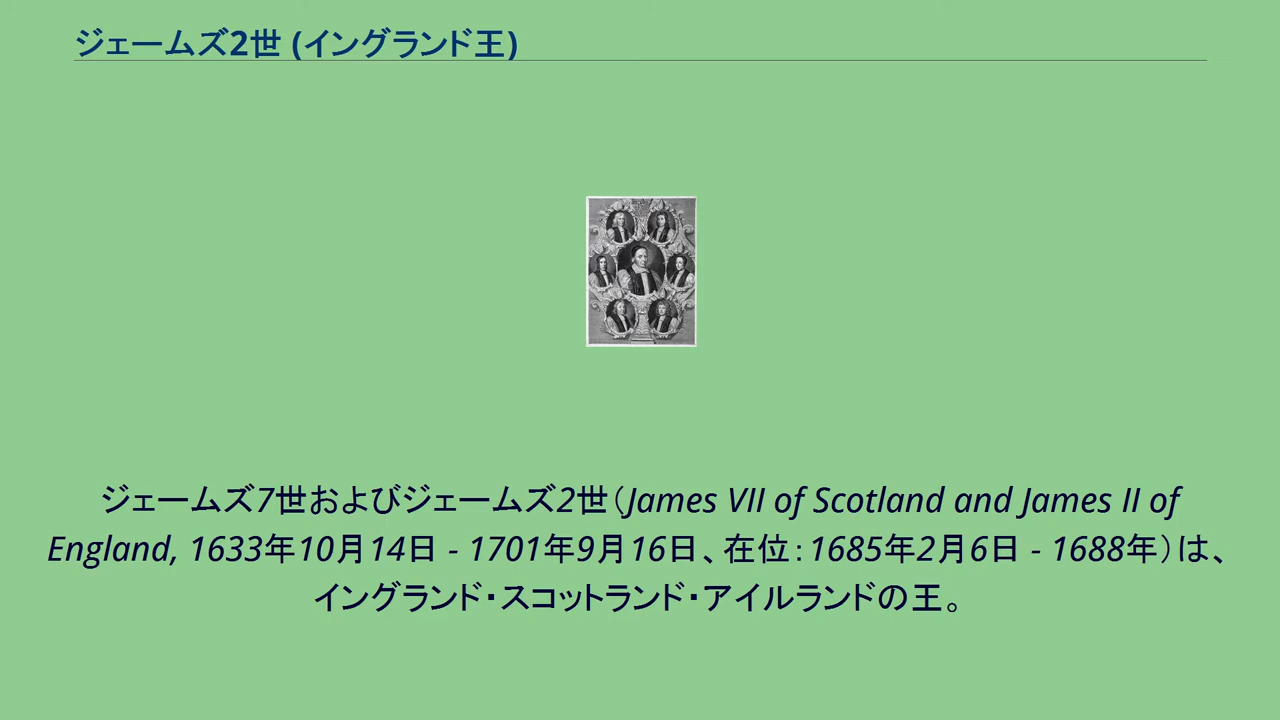 ジェームズ2世 (イングランド王)
ジェームズ7世およびジェームズ2世（James VII of Scotland and James II of
England, 1633年10月14日 - 1701年9月16日、在位：1685年2月6日 - 1688年）は、
イングランド・スコットランド・アイルランドの王。